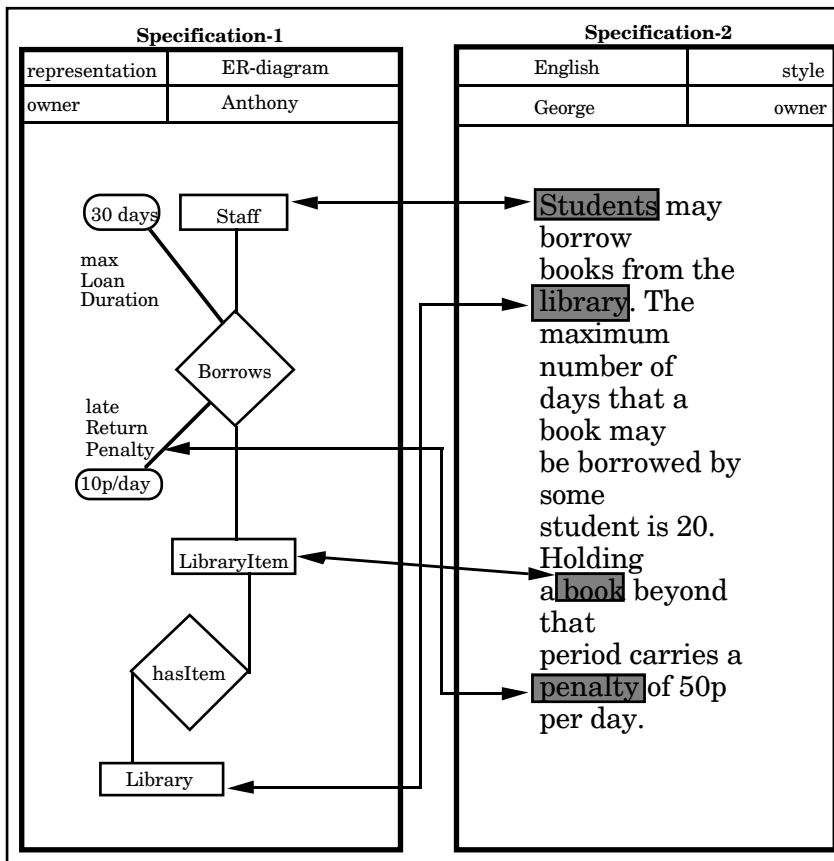 Specification-1
representation ER-diagram
owner Anthony
30 days
Staff
max
Loan
Duration
Borrows
late
Return
Penalty
10p/day
LibraryItem
hasItem
Library
Specification-2
English style
George owner
Students may
borrow
books from the
library. The
maximum
number of
days that a
book may
be borrowed by
some
student is 20.
Holding
a book beyond
that
period carries a
penalty of 50p
per day.